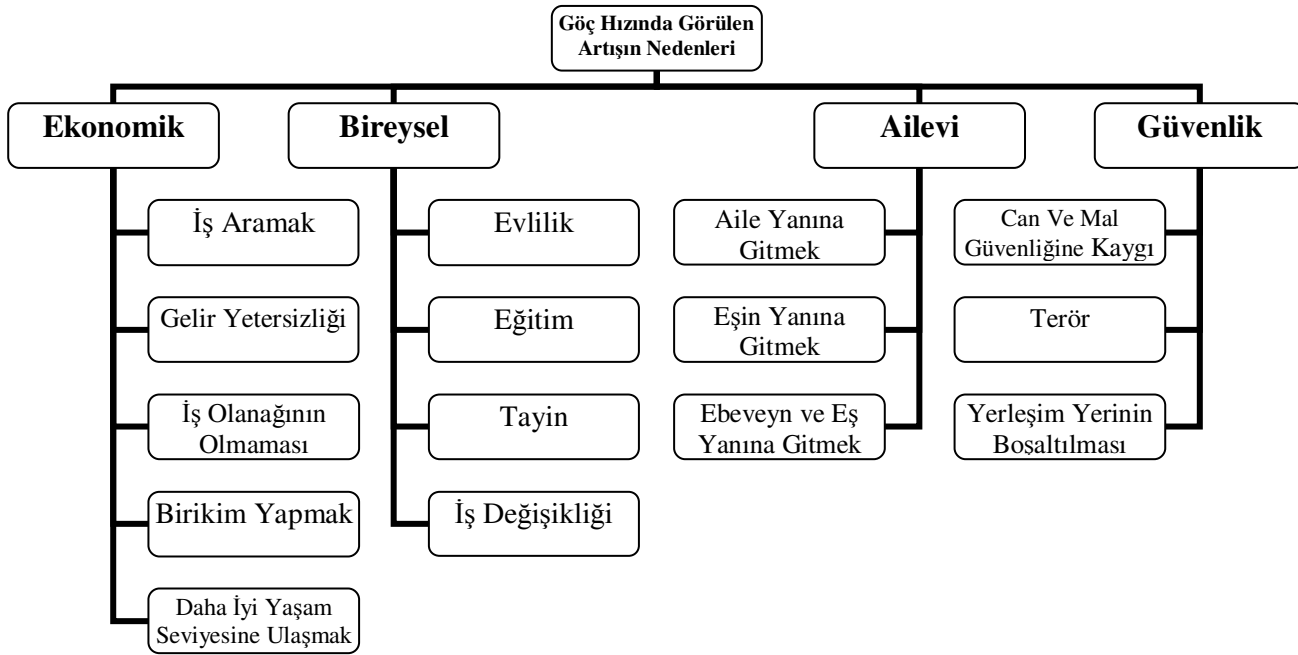 Göç Hızında Görülen
Artışın Nedenleri
Ekonomik
İş Aramak
Gelir Yetersizliği
İş Olanağının
Olmaması
Birikim Yapmak
Daha İyi Yaşam
Seviyesine Ulaşmak
Bireysel
Evlilik
Eğitim
Tayin
İş Değişikliği
Ailevi
Aile Yanına
Gitmek
Eşin Yanına
Gitmek
Ebeveyn ve Eş
Yanına Gitmek
Güvenlik
Can Ve Mal
Güvenliğine Kaygı
Terör
Yerleşim Yerinin
Boşaltılması